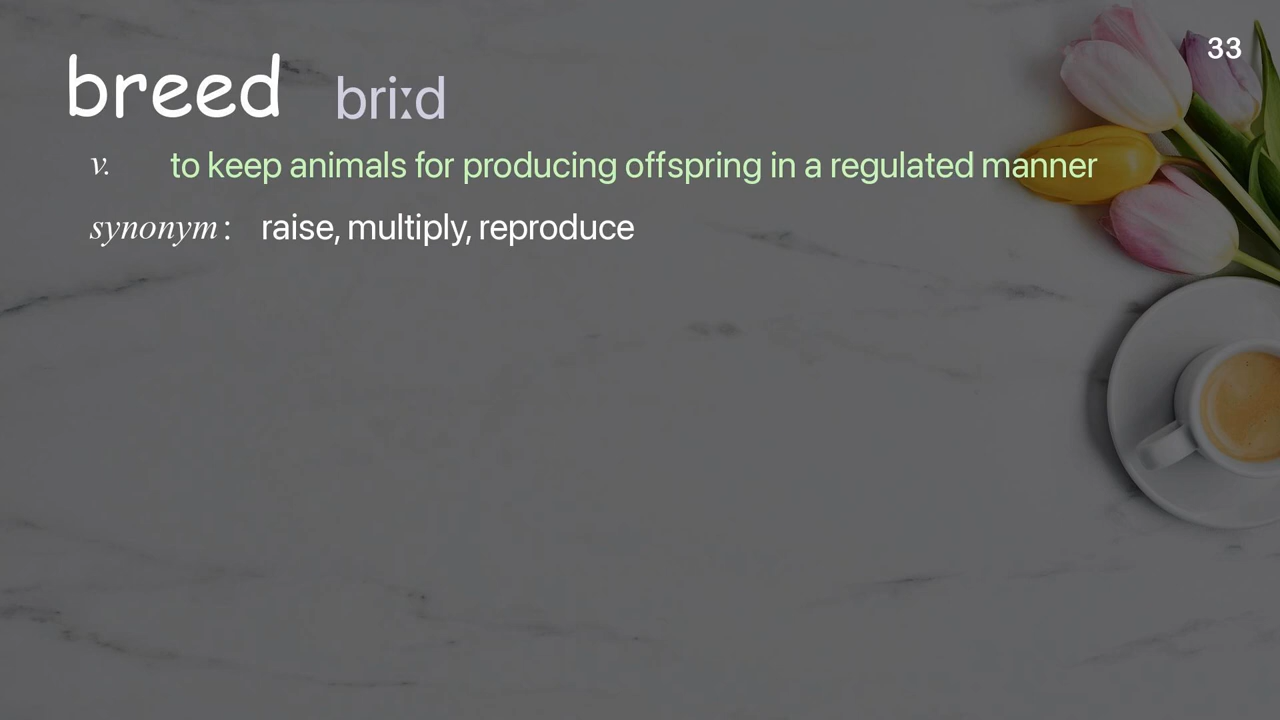 33
breed briːd
v. to keep animals for producing offspring in a regulated manner
synonym : raise, multiply, reproduce